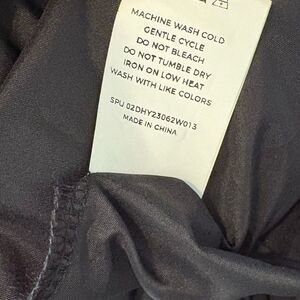 MACHINE WASH COLD
GENTLE CYCLE
DO NOT BLEACH
DO NOT TUMBLE DRY
IRON ON LOW HEAT
WASH WITH LIKE COLORS
SPU 02DHY23062W013
MADE IN CHINA